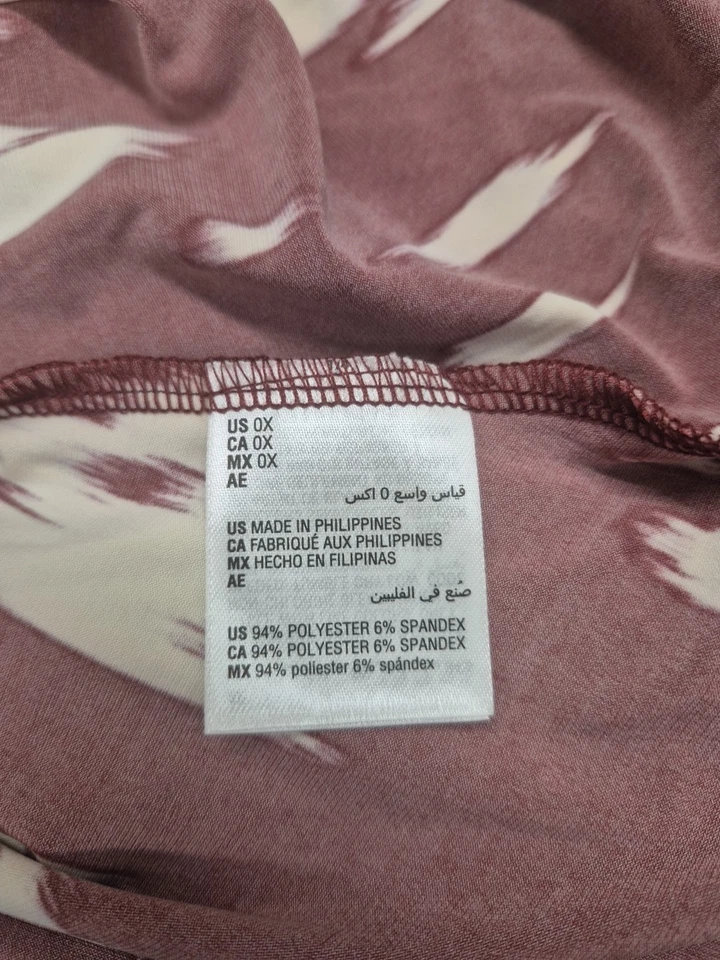 US 0X
CA 0X
MX 0X
AE
قياس واسع 0 اكس
US MADE IN PHILIPPINES
CA FABRIQUÉ AUX PHILIPPINES
MX HECHO EN FILIPINAS
AE
صُنع في الفليبين
US 94% POLYESTER 6% SPANDEX
CA 94% POLYESTER 6% SPANDEX
MX 94% poliester 6% spándex